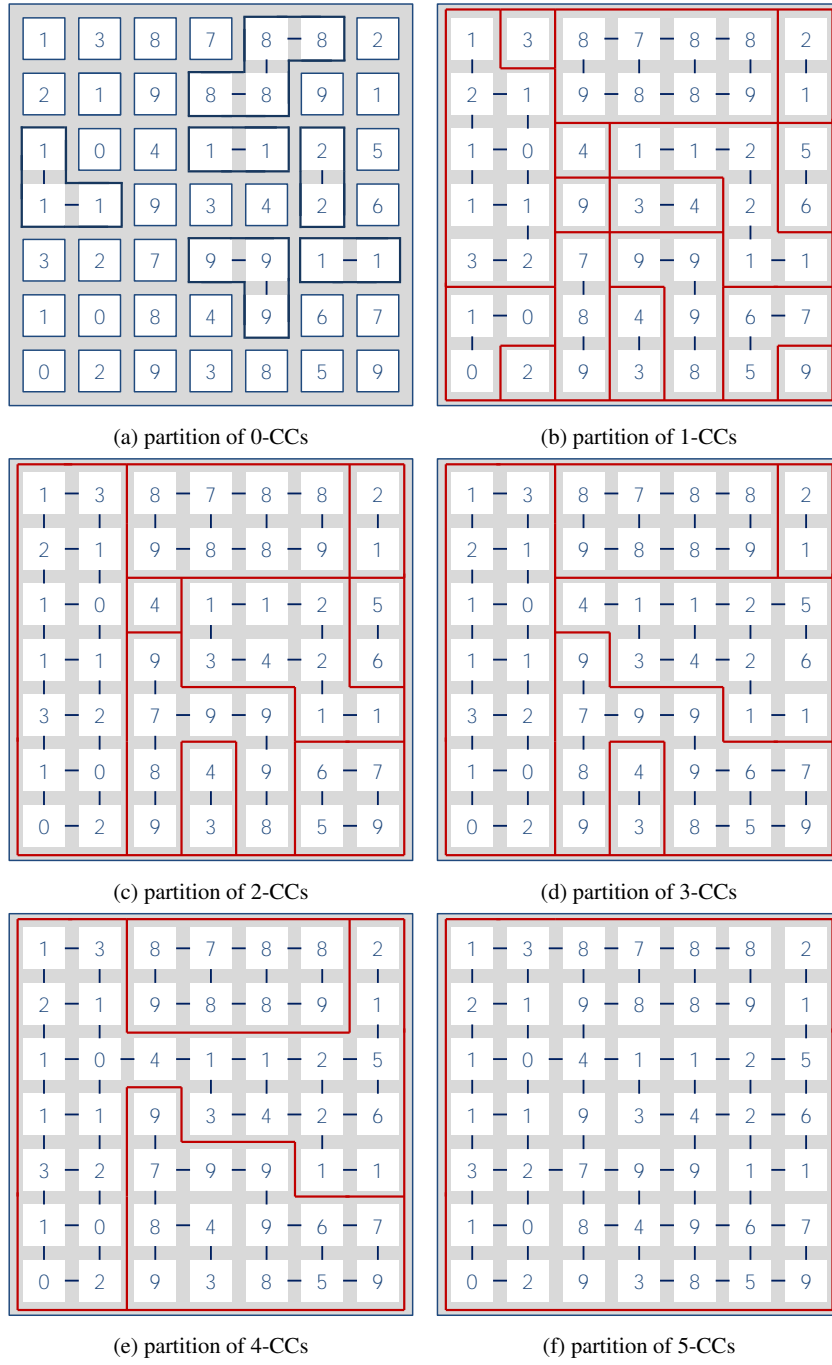 1 3 8 7 8 8 2
2 1 9 8 8 9 1
1 0 4 1 1 2 5
1 1 9 3 4 2 6
3 2 7 9 9 1 1
1 0 8 4 9 6 7
0 2 9 3 8 5 9
(a) partition of 0-CCs
1 3 8 7 8 8 2
2 1 9 8 8 9 1
1 0 4 1 1 2 5
1 1 9 3 4 2 6
3 2 7 9 9 1 1
1 0 8 4 9 6 7
0 2 9 3 8 5 9
(b) partition of 1-CCs
1 3 8 7 8 8 2
2 1 9 8 8 9 1
1 0 4 1 1 2 5
1 1 9 3 4 2 6
3 2 7 9 9 1 1
1 0 8 4 9 6 7
0 2 9 3 8 5 9
(c) partition of 2-CCs
1 3 8 7 8 8 2
2 1 9 8 8 9 1
1 0 4 1 1 2 5
1 1 9 3 4 2 6
3 2 7 9 9 1 1
1 0 8 4 9 6 7
0 2 9 3 8 5 9
(d) partition of 3-CCs
1 3 8 7 8 8 2
2 1 9 8 8 9 1
1 0 4 1 1 2 5
1 1 9 3 4 2 6
3 2 7 9 9 1 1
1 0 8 4 9 6 7
0 2 9 3 8 5 9
(e) partition of 4-CCs
1 3 8 7 8 8 2
2 1 9 8 8 9 1
1 0 4 1 1 2 5
1 1 9 3 4 2 6
3 2 7 9 9 1 1
1 0 8 4 9 6 7
0 2 9 3 8 5 9
(f) partition of 5-CCs